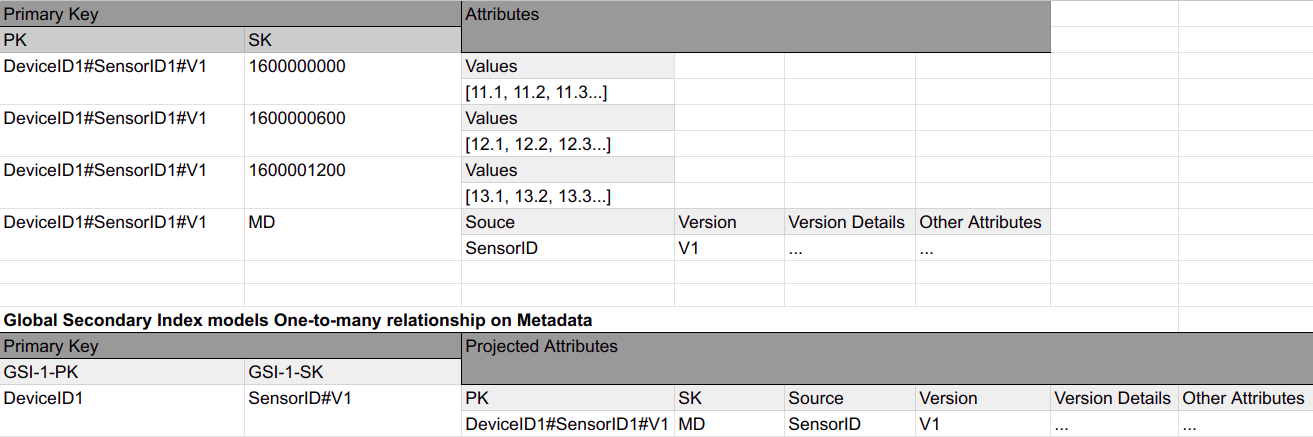 Primary Key Attributes
PK SK
DeviceID1#SensorID1#V1 1600000000 Values
[11.1, 11.2, 11.3...]
DeviceID1#SensorID1#V1 1600000600 Values
[12.1, 12.2, 12.3...]
DeviceID1#SensorID1#V1 1600001200 Values
[13.1, 13.2, 13.3...]
DeviceID1#SensorID1#V1 MD Souce Version Version Details Other Attributes
SensorID V1 ... ...
Global Secondary Index models One-to-many relationship on Metadata
Primary Key Projected Attributes
GSI-1-PK GSI-1-SK
DeviceID1 SensorID#V1 PK SK Source Version Version Details Other Attributes
DeviceID1#SensorID1#V1 MD SensorID V1 ... ...